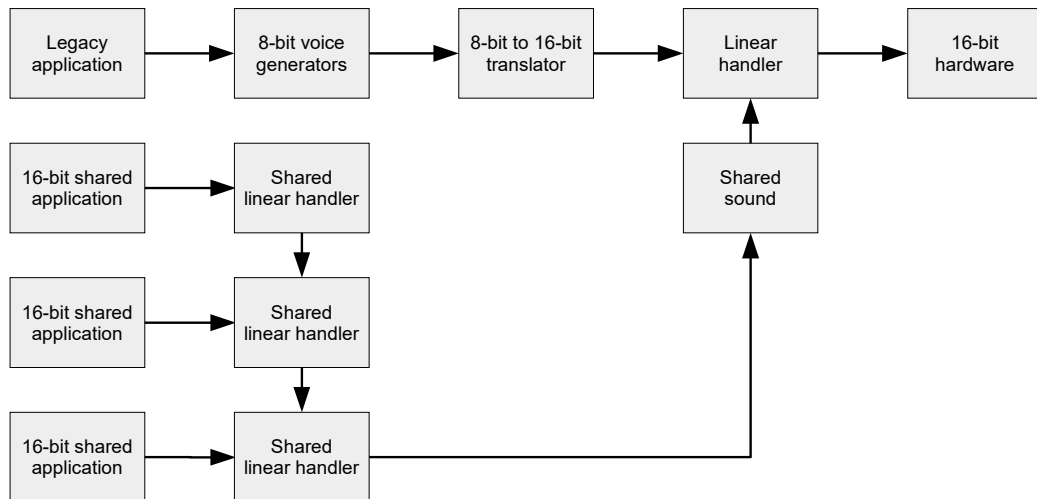 Legacy
application
8-bit voice
generators
8-bit to 16-bit
translator
Linear
handler
16-bit
hardware
16-bit shared
application
Shared
linear handler
Shared
sound
16-bit shared
application
Shared
linear handler
16-bit shared
application
Shared
linear handler